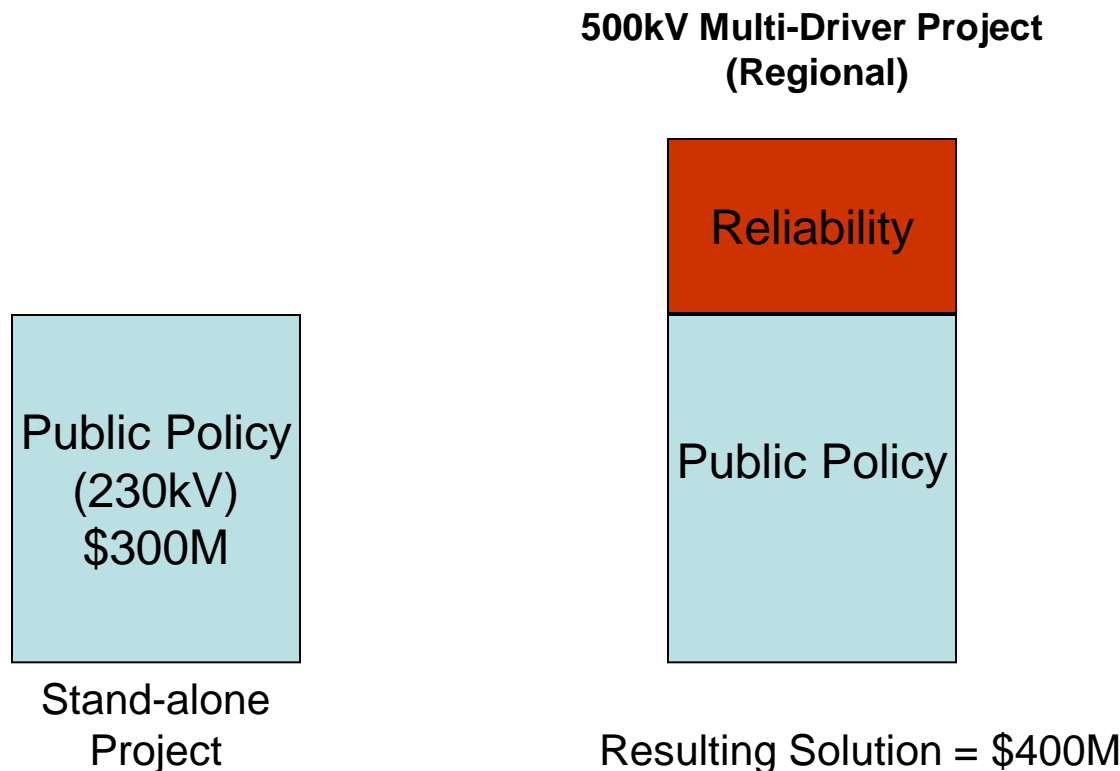 500kV Multi-Driver Project
(Regional)
Reliability
Public Policy
(230kV)
$300M
Public Policy
Stand-alone
Project
Resulting Solution = $400M